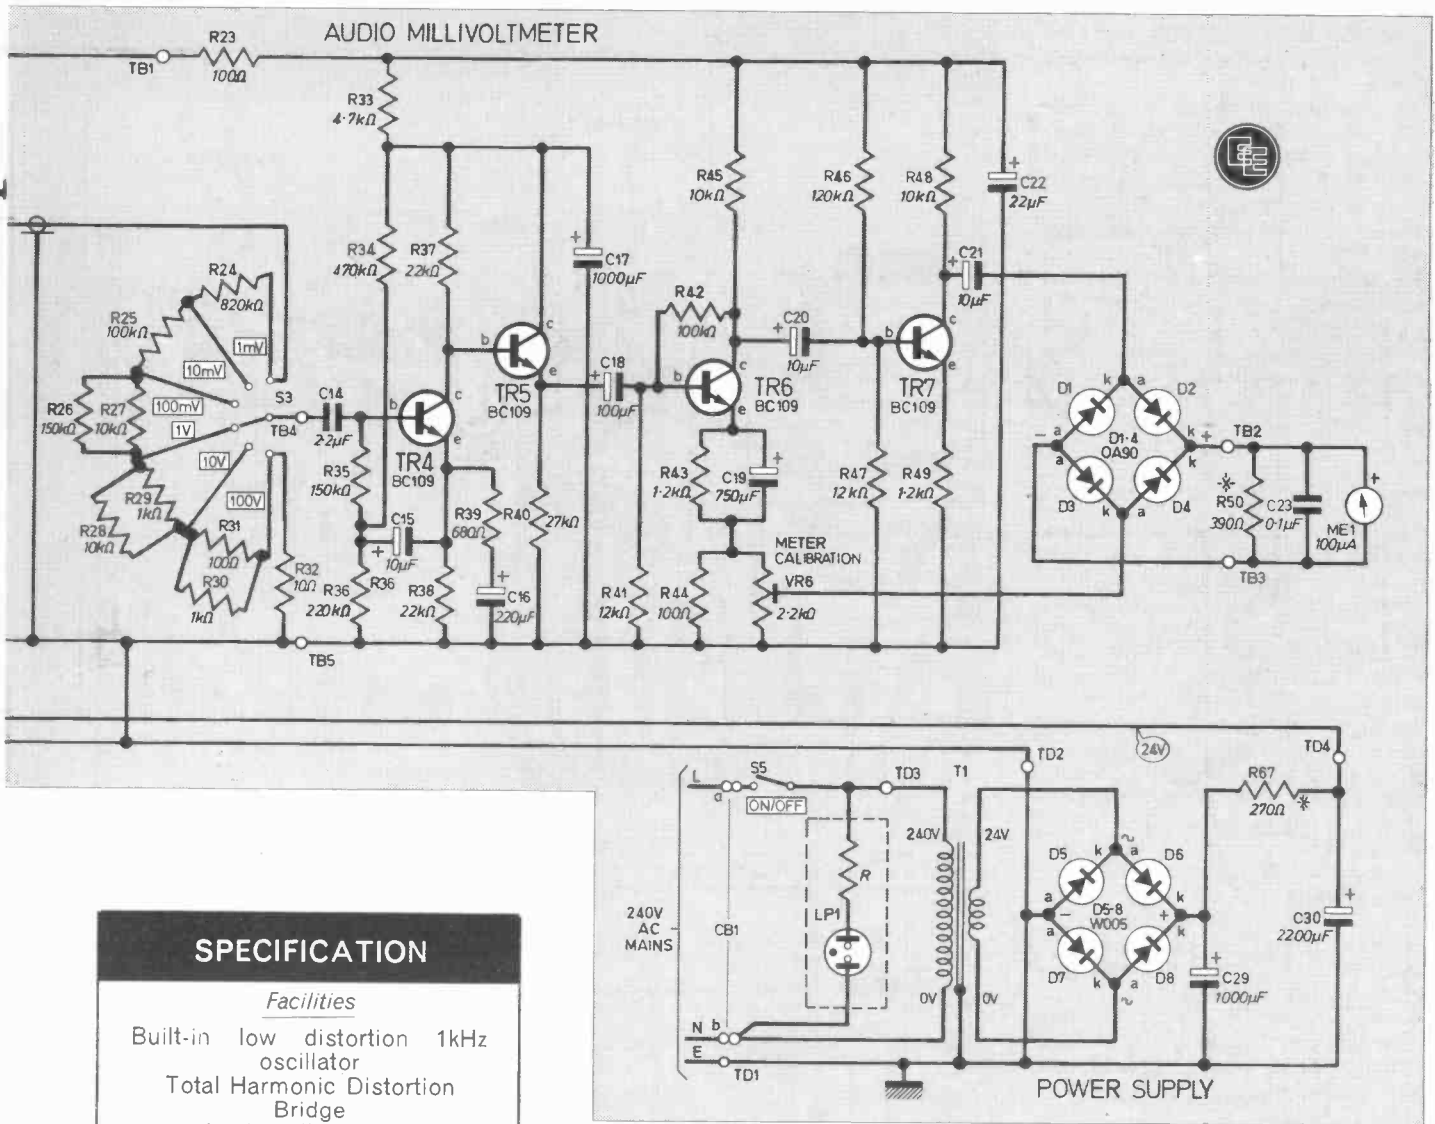 AUDIO MILLIVOLTMETER
TB1
R23
100Ω
R33
4·7kΩ
R34
470kΩ
R37
22kΩ
C17
1000µF
R45
10kΩ
R46
120kΩ
R48
10kΩ
C22
22µF
R24
820kΩ
R25
100kΩ
1mV
10mV
R26
150kΩ
R27
10kΩ
100mV
1V
S3
TB4
10V
100V
R29
1kΩ
R28
10kΩ
R31
100Ω
R30
1kΩ
R32
10Ω
C14
2·2µF
b
c
e
TR4
BC109
R35
150kΩ
C15
10µF
R36
R36
220kΩ
R38
22kΩ
R39
680Ω
C16
220µF
b
c
e
TR5
BC109
R40
27kΩ
C18
100µF
R42
100kΩ
b
c
e
TR6
BC109
C20
10µF
R43
1·2kΩ
C19
750µF
R41
12kΩ
R44
100Ω
METER
CALIBRATION
VR6
2·2kΩ
b
c
e
TR7
BC109
C21
10µF
R47
12kΩ
R49
1·2kΩ
D1
k
a
D2
a
k
D1-4
OA90
D3
a
k
D4
a
k
TB2
R50
390Ω
C23
0·1µF
ME1
100µA
TB3
TB5
24V
TD2
TD4
L
a
S5
ON/OFF
TD3
T1
240V
24V
R
LP1
240V
AC
MAINS
CB1
0V
0V
N
b
E
TD1
D5
k
a
D6
a
k
D5-8
W005
D7
a
k
D8
a
k
R67
270Ω
C29
1000µF
C30
2200µF
POWER SUPPLY
SPECIFICATION
Facilities
Built-in low distortion 1kHz
oscillator
Total Harmonic Distortion
Bridge